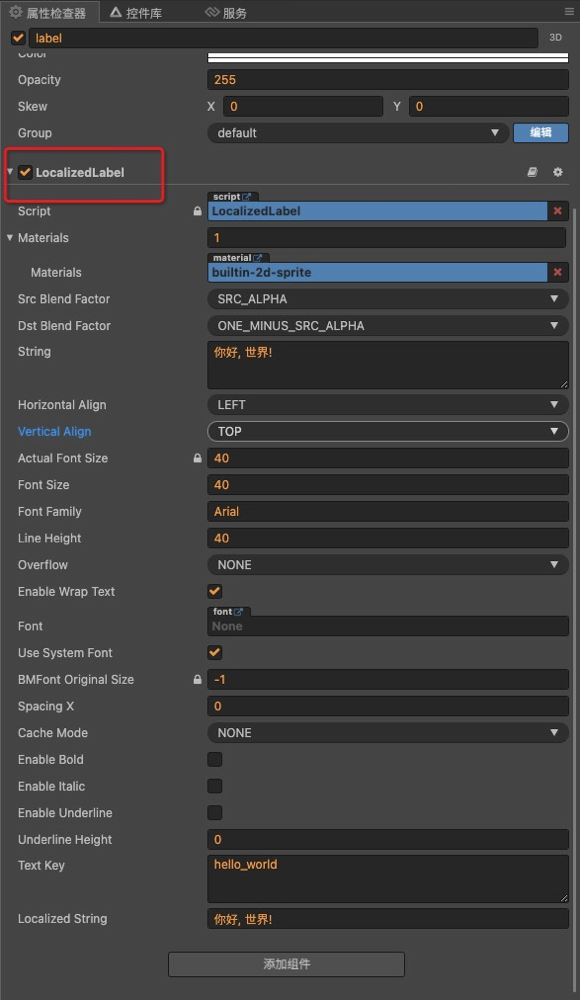 属性检查器 控件库 服务
label 3D
Color
Opacity 255
Skew X 0 Y 0
Group default 编辑
LocalizedLabel
script
Script LocalizedLabel
Materials 1
material
Materials builtin-2d-sprite
Src Blend Factor SRC_ALPHA
Dst Blend Factor ONE_MINUS_SRC_ALPHA
String 你好, 世界!
Horizontal Align LEFT
Vertical Align TOP
Actual Font Size 40
Font Size 40
Font Family Arial
Line Height 40
Overflow NONE
Enable Wrap Text
font
Font None
Use System Font
BMFont Original Size -1
Spacing X 0
Cache Mode NONE
Enable Bold
Enable Italic
Enable Underline
Underline Height 0
Text Key hello_world
Localized String 你好, 世界!
添加组件